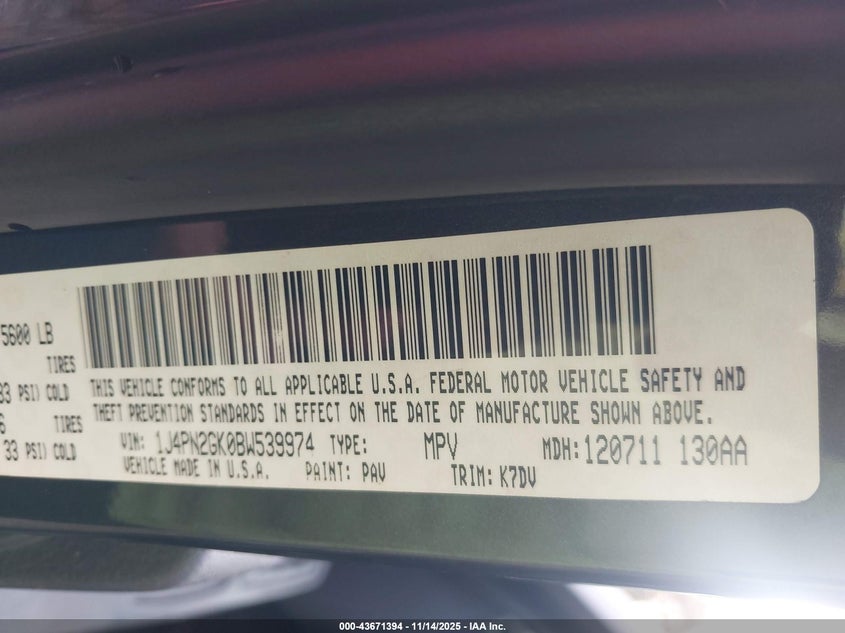 5600 LB
TIRES
33 PSI) COLD
TIRES
33 PSI) COLD
THIS VEHICLE CONFORMS TO ALL APPLICABLE U.S.A. FEDERAL MOTOR VEHICLE SAFETY AND
THEFT PREVENTION STANDARDS IN EFFECT ON THE DATE OF MANUFACTURE SHOWN ABOVE.
VIN: 1J4PN2GK0BW539974 TYPE: MPV MDH: 120711 130AA
VEHICLE MADE IN U.S.A. PAINT: PAV TRIM: K7DV
000-43671394 - 11/14/2025 - IAA Inc.